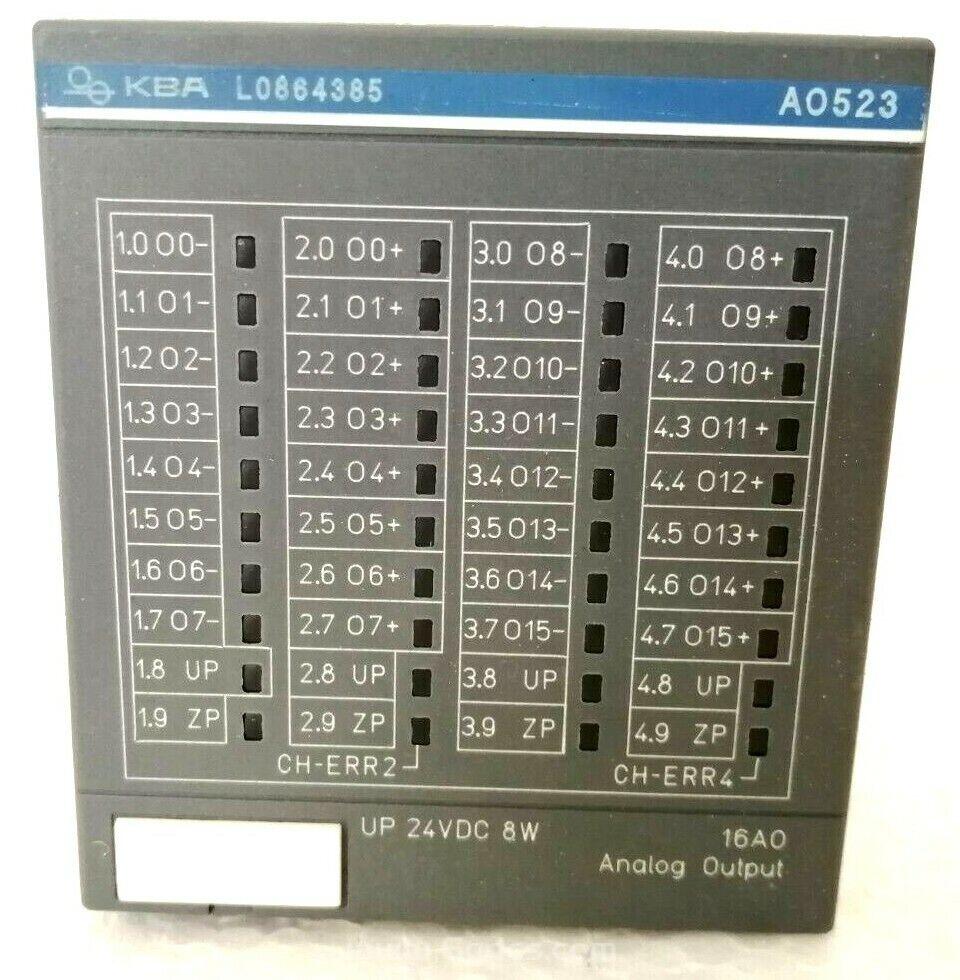 KBA L0864385 AO523
1.0 O0- 2.0 O0+ 3.0 O8- 4.0 O8+
1.1 O1- 2.1 O1+ 3.1 O9- 4.1 O9+
1.2 O2- 2.2 O2+ 3.2 O10- 4.2 O10+
1.3 O3- 2.3 O3+ 3.3 O11- 4.3 O11+
1.4 O4- 2.4 O4+ 3.4 O12- 4.4 O12+
1.5 O5- 2.5 O5+ 3.5 O13- 4.5 O13+
1.6 O6- 2.6 O6+ 3.6 O14- 4.6 O14+
1.7 O7- 2.7 O7+ 3.7 O15- 4.7 O15+
1.8 UP 2.8 UP 3.8 UP 4.8 UP
1.9 ZP 2.9 ZP 3.9 ZP 4.9 ZP
CH-ERR2 CH-ERR4
UP 24VDC 8W 16AO
Analog Output